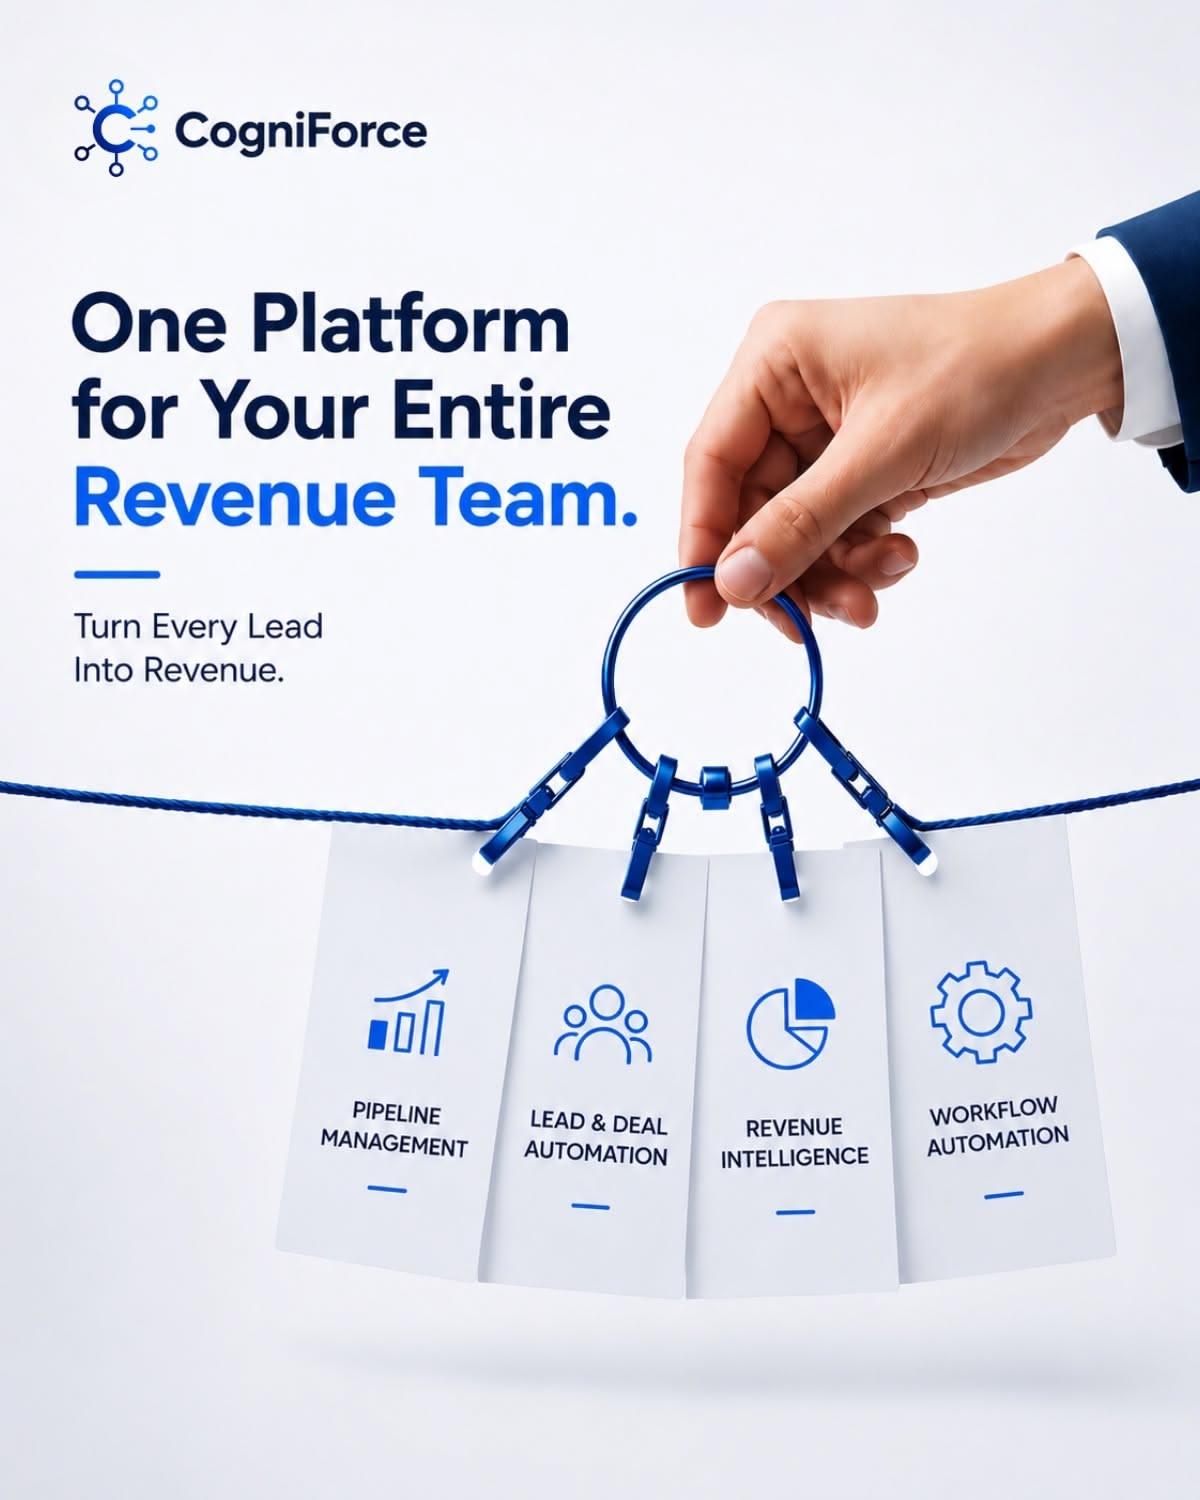 CogniForce
One Platform
for Your Entire
Revenue Team.
Turn Every Lead
Into Revenue.
PIPELINE
MANAGEMENT
LEAD & DEAL
AUTOMATION
REVENUE
INTELLIGENCE
WORKFLOW
AUTOMATION